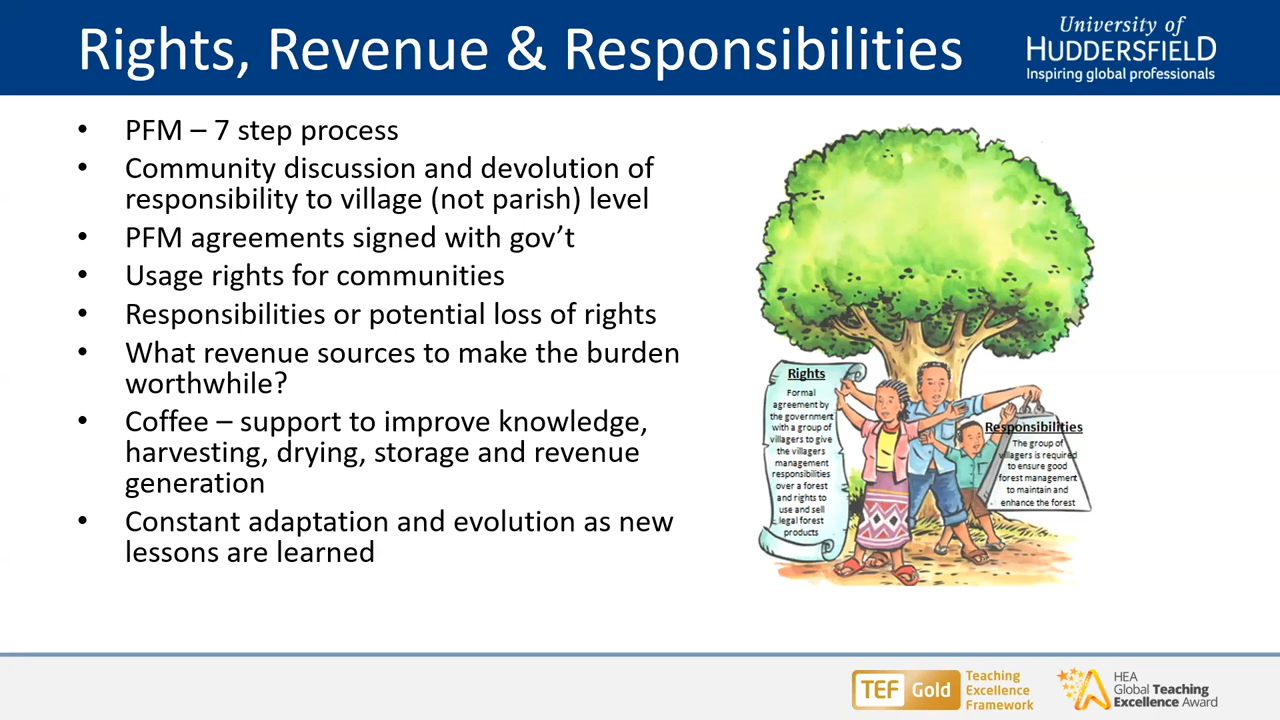 Rights, Revenue & Responsibilities
University of
HUDDERSFIELD
Inspiring global professionals
• PFM – 7 step process
• Community discussion and devolution of
responsibility to village (not parish) level
• PFM agreements signed with gov’t
• Usage rights for communities
• Responsibilities or potential loss of rights
• What revenue sources to make the burden
worthwhile?
• Coffee – support to improve knowledge,
harvesting, drying, storage and revenue
generation
• Constant adaptation and evolution as new
lessons are learned
Rights
Formal
agreement by
the government
with a group of
villagers to give
the villagers
management
responsibilities
over a forest
and rights to
use and sell
legal forest
products
Responsibilities
The group of
villagers is required
to ensure good
forest management
to maintain and
enhance the forest
TEF Gold
Teaching
Excellence
Framework
HEA
Global Teaching
Excellence Award